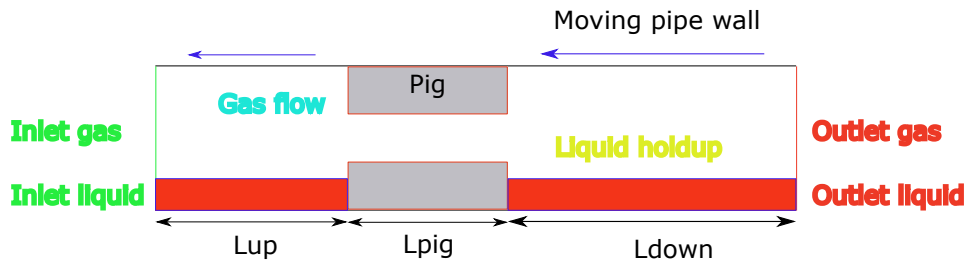 Moving pipe wall
Pig
Gas flow
Inlet gas
Liquid holdup
Outlet gas
Inlet liquid
Outlet liquid
Lup
Lpig
Ldown